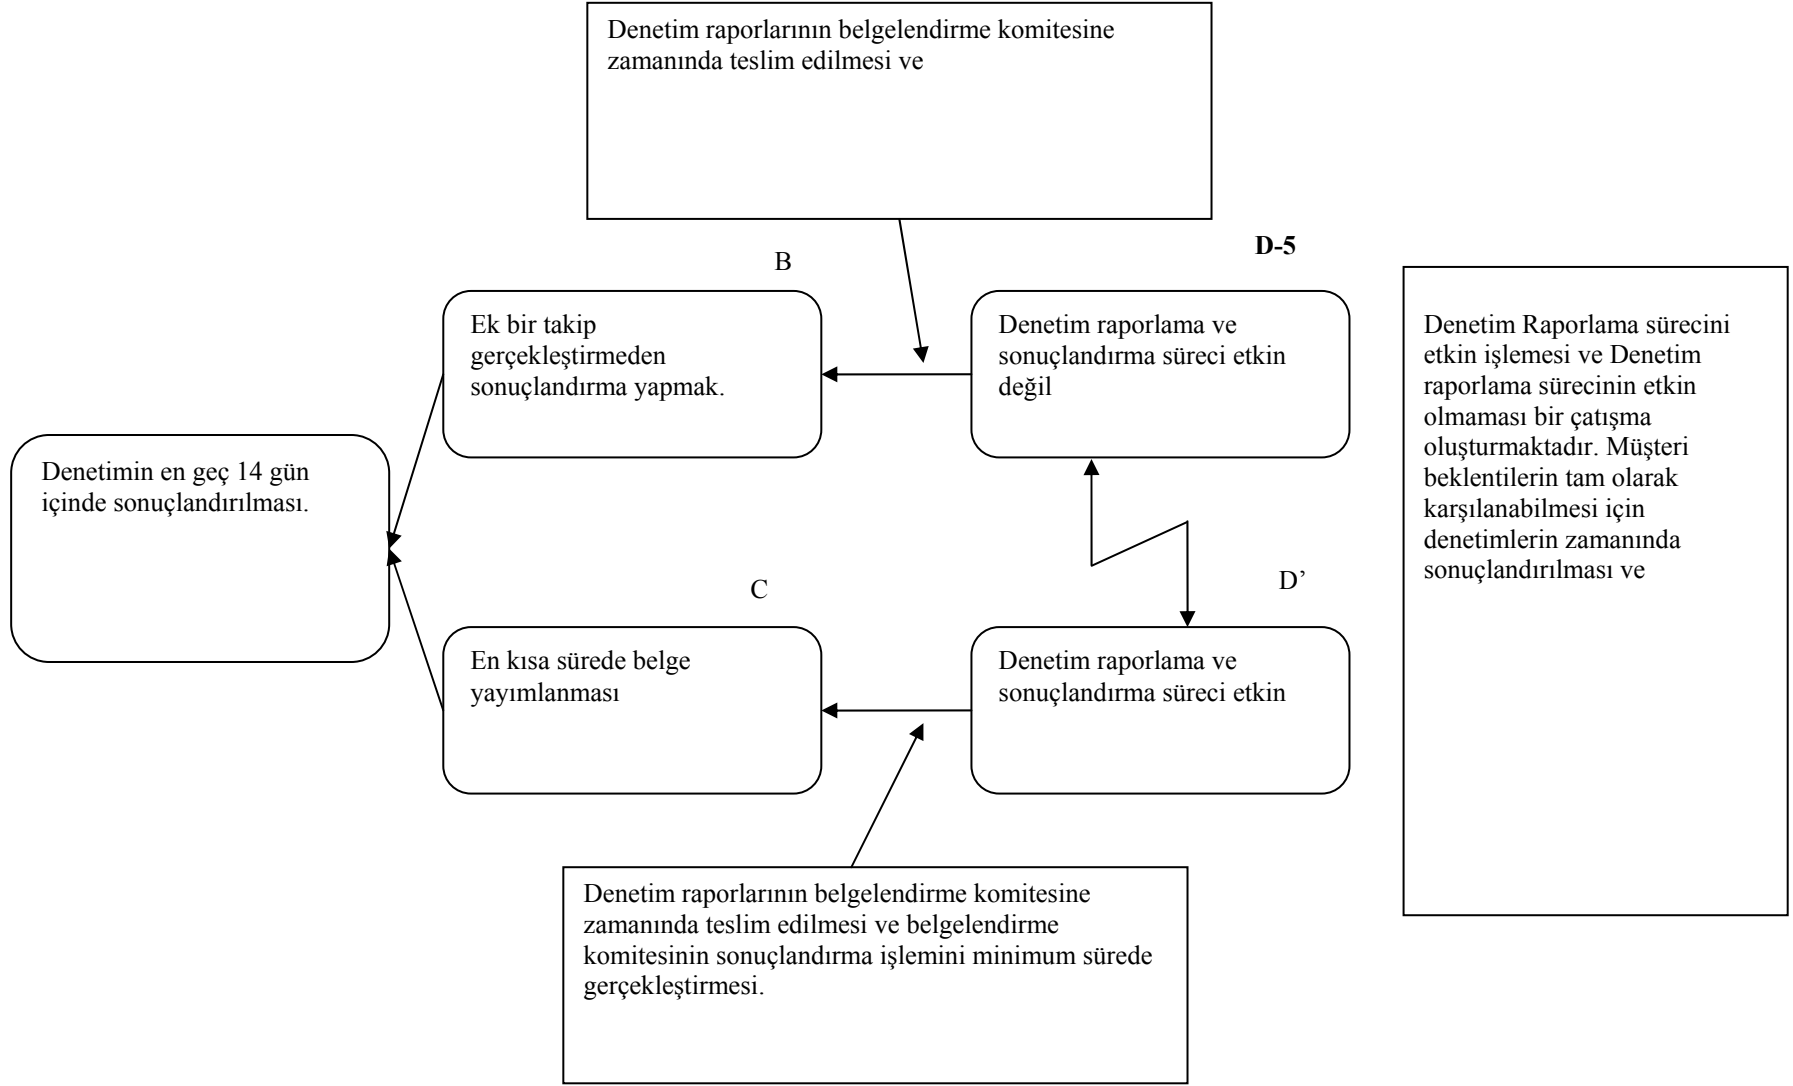 Denetim raporlarının belgelendirme komitesine
zamanında teslim edilmesi ve
D-5
B
Ek bir takip
gerçekleştirmeden
sonuçlandırma yapmak.
Denetim raporlama ve
sonuçlandırma süreci etkin
değil
Denetim Raporlama sürecini
etkin işlemesi ve Denetim
raporlama sürecinin etkin
olmaması bir çatışma
oluşturmaktadır. Müşteri
beklentilerin tam olarak
karşılanabilmesi için
denetimlerin zamanında
sonuçlandırılması ve
Denetimin en geç 14 gün
içinde sonuçlandırılması.
C
D’
En kısa sürede belge
yayımlanması
Denetim raporlama ve
sonuçlandırma süreci etkin
Denetim raporlarının belgelendirme komitesine
zamanında teslim edilmesi ve belgelendirme
komitesinin sonuçlandırma işlemini minimum sürede
gerçekleştirmesi.